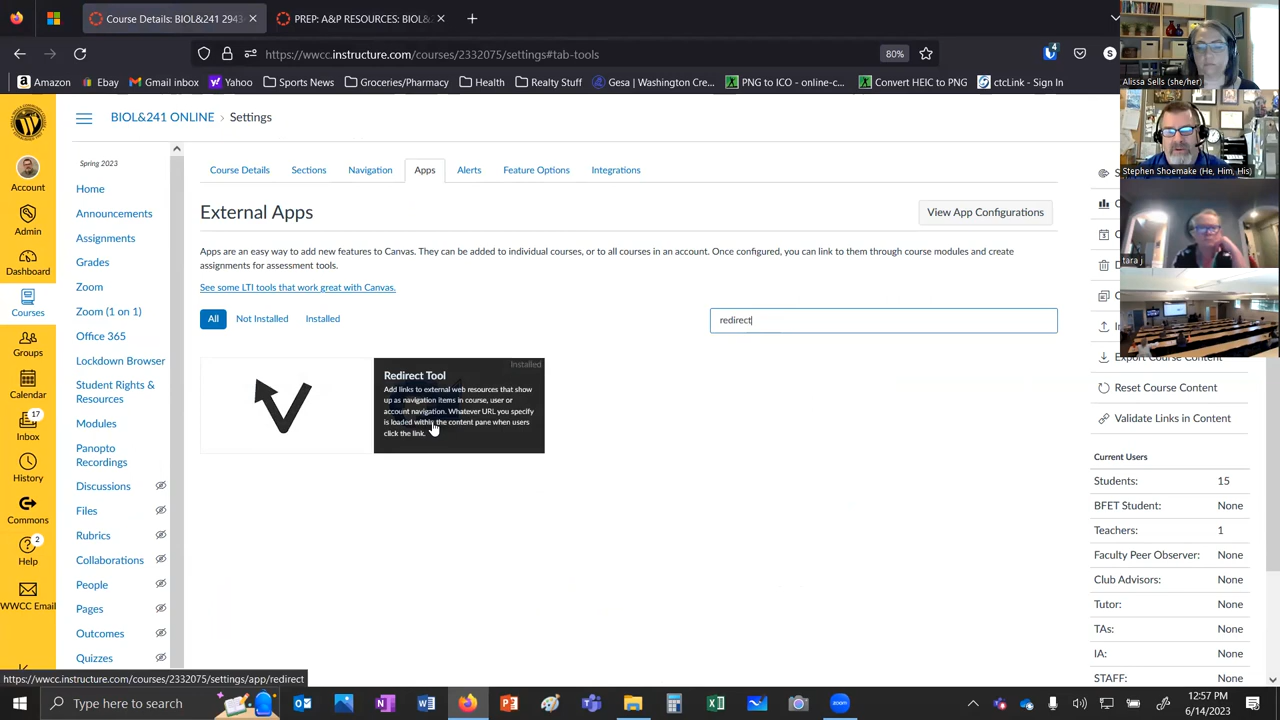 Course Details: BIOL&241 2943
PREP: A&P RESOURCES: BIOL&
https://wwcc.instructure.com/courses/2332075/settings#tab-tools
80%
Amazon
Ebay
Gmail inbox
Yahoo
Sports News
Groceries/Pharma...
Banking
Realty Stuff
Gesa | Washington...
PNG to ICO - online-...
Convert HEIC to PNG
ctcLink - Sign In
Alissa Sells (she/her)
Stephen Shoemake (He, Him, His)
tara j
Account
Admin
Dashboard
Courses
Groups
Calendar
17
Inbox
History
Commons
2
Help
WWCC Email
BIOL&241 ONLINE › Settings
Spring 2023
Home
Announcements
Assignments
Grades
Zoom
Zoom (1 on 1)
Office 365
Lockdown Browser
Student Rights &
Resources
Modules
Panopto
Recordings
Discussions
Files
Rubrics
Collaborations
People
Pages
Outcomes
Quizzes
Course Details
Sections
Navigation
Apps
Alerts
Feature Options
Integrations
External Apps
View App Configurations
Apps are an easy way to add new features to Canvas. They can be added to individual courses, or to all courses in an account. Once configured, you can link to them through course modules and create
assignments for assessment tools.
See some LTI tools that work great with Canvas.
All
Not Installed
Installed
redirect
Installed
Redirect Tool
Add links to external web resources that show
up as navigation items in course, user or
account navigation. Whatever URL you specify
is loaded within the content pane when users
click the link.
Export Course Content
Reset Course Content
Validate Links in Content
Current Users
Students: 15
BFET Student: None
Teachers: 1
Faculty Peer Observer: None
Club Advisors: None
Tutor: None
TAs: None
IA: None
STAFF: None
https://wwcc.instructure.com/courses/2332075/settings/app/redirect
Type here to search
zoom
12:57 PM
6/14/2023